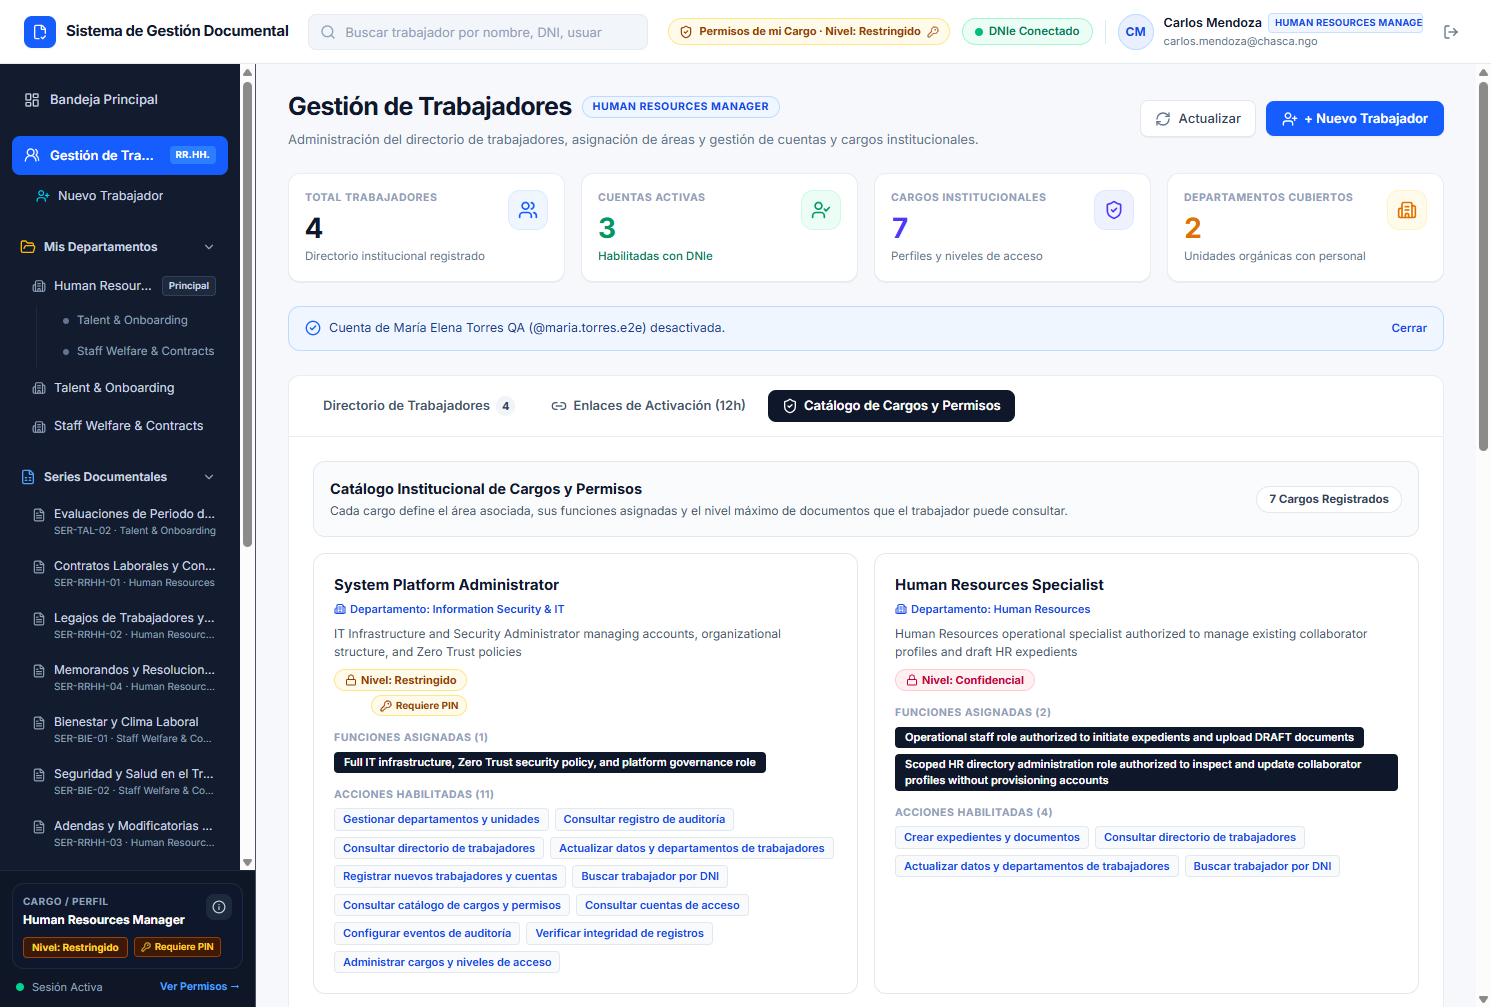 Sistema de Gestión Documental
Buscar trabajador por nombre, DNI, usuar
Permisos de mi Cargo · Nivel: Restringido
DNIe Conectado
CM
Carlos Mendoza
HUMAN RESOURCES MANAGE
carlos.mendoza@chasca.ngo
Bandeja Principal
Gestión de Tra...
RR.HH.
Nuevo Trabajador
Mis Departamentos
Human Resour...
Principal
Talent & Onboarding
Staff Welfare & Contracts
Talent & Onboarding
Staff Welfare & Contracts
Series Documentales
Evaluaciones de Periodo d...
SER-TAL-02 · Talent & Onboarding
Contratos Laborales y Con...
SER-RRHH-01 · Human Resources
Legajos de Trabajadores y...
SER-RRHH-02 · Human Resourc...
Memorandos y Resolucion...
SER-RRHH-04 · Human Resourc...
Bienestar y Clima Laboral
SER-BIE-01 · Staff Welfare & Co...
Seguridad y Salud en el Tr...
SER-BIE-02 · Staff Welfare & Co...
Adendas y Modificatorias ...
SER-RRHH-03 · Human Resourc...
CARGO / PERFIL
Human Resources Manager
Nivel: Restringido
Requiere PIN
Sesión Activa
Ver Permisos →
Gestión de Trabajadores
HUMAN RESOURCES MANAGER
Administración del directorio de trabajadores, asignación de áreas y gestión de cuentas y cargos institucionales.
Actualizar
+ Nuevo Trabajador
TOTAL TRABAJADORES
4
Directorio institucional registrado
CUENTAS ACTIVAS
3
Habilitadas con DNIe
CARGOS INSTITUCIONALES
7
Perfiles y niveles de acceso
DEPARTAMENTOS CUBIERTOS
2
Unidades orgánicas con personal
Cuenta de María Elena Torres QA (@maria.torres.e2e) desactivada.
Cerrar
Directorio de Trabajadores 4
Enlaces de Activación (12h)
Catálogo de Cargos y Permisos
Catálogo Institucional de Cargos y Permisos
Cada cargo define el área asociada, sus funciones asignadas y el nivel máximo de documentos que el trabajador puede consultar.
7 Cargos Registrados
System Platform Administrator
Departamento: Information Security & IT
IT Infrastructure and Security Administrator managing accounts, organizational
structure, and Zero Trust policies
Nivel: Restringido
Requiere PIN
FUNCIONES ASIGNADAS (1)
Full IT infrastructure, Zero Trust security policy, and platform governance role
ACCIONES HABILITADAS (11)
Gestionar departamentos y unidades
Consultar registro de auditoría
Consultar directorio de trabajadores
Actualizar datos y departamentos de trabajadores
Registrar nuevos trabajadores y cuentas
Buscar trabajador por DNI
Consultar catálogo de cargos y permisos
Consultar cuentas de acceso
Configurar eventos de auditoría
Verificar integridad de registros
Administrar cargos y niveles de acceso
Human Resources Specialist
Departamento: Human Resources
Human Resources operational specialist authorized to manage existing collaborator
profiles and draft HR expedients
Nivel: Confidencial
FUNCIONES ASIGNADAS (2)
Operational staff role authorized to initiate expedients and upload DRAFT documents
Scoped HR directory administration role authorized to inspect and update collaborator
profiles without provisioning accounts
ACCIONES HABILITADAS (4)
Crear expedientes y documentos
Consultar directorio de trabajadores
Actualizar datos y departamentos de trabajadores
Buscar trabajador por DNI